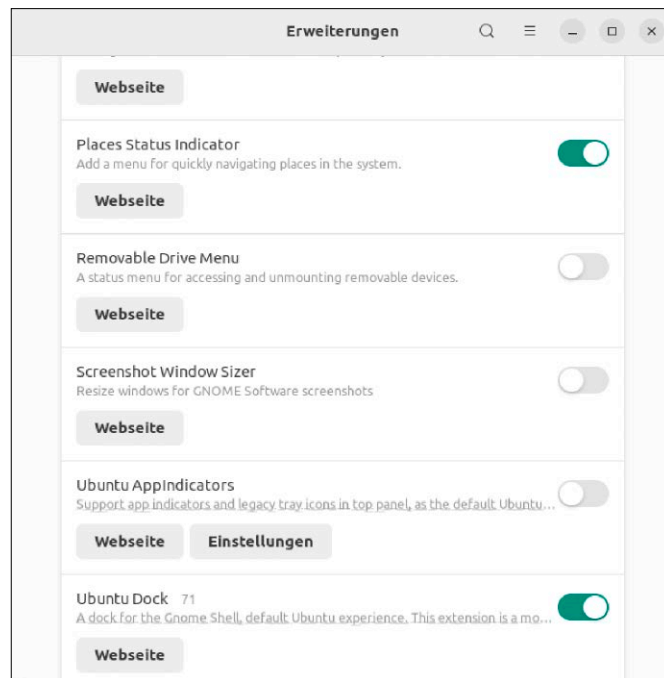 Erweiterungen
Webseite
Places Status Indicator
Add a menu for quickly navigating places in the system.
Webseite
Removable Drive Menu
A status menu for accessing and unmounting removable devices.
Webseite
Screenshot Window Sizer
Resize windows for GNOME Software screenshots
Webseite
Ubuntu AppIndicators
Support app indicators and legacy tray icons in top panel, as the default Ubuntu…
Webseite Einstellungen
Ubuntu Dock 71
A dock for the Gnome Shell, default Ubuntu experience. This extension is a mo…
Webseite